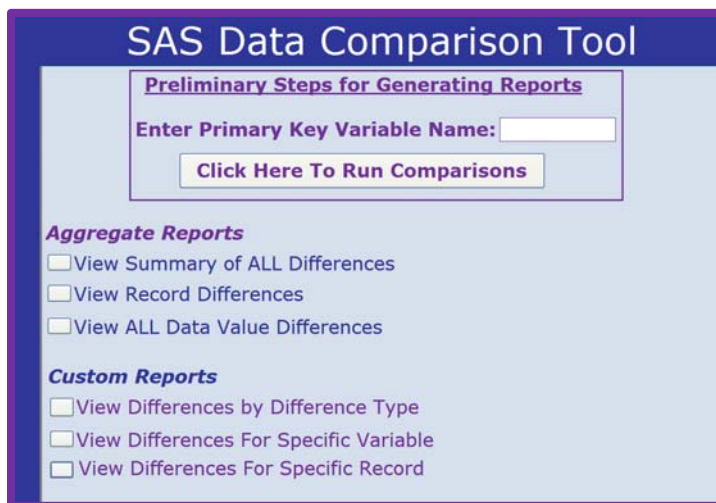 SAS Data Comparison Tool
Preliminary Steps for Generating Reports
Enter Primary Key Variable Name:
Click Here To Run Comparisons
Aggregate Reports
View Summary of ALL Differences
View Record Differences
View ALL Data Value Differences
Custom Reports
View Differences by Difference Type
View Differences For Specific Variable
View Differences For Specific Record